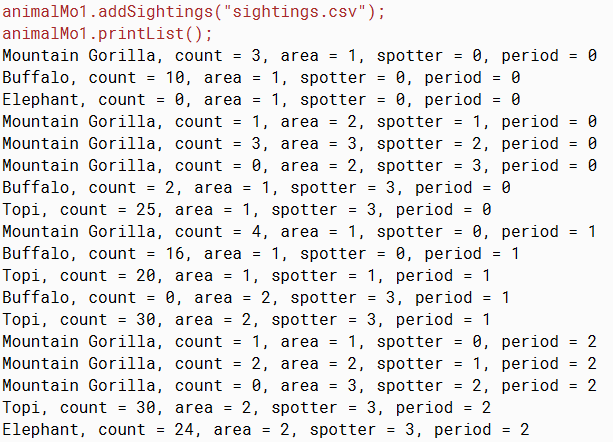 animalMo1.addSightings("sightings.csv");
animalMo1.printList();
Mountain Gorilla, count = 3, area = 1, spotter = 0, period = 0
Buffalo, count = 10, area = 1, spotter = 0, period = 0
Elephant, count = 0, area = 1, spotter = 0, period = 0
Mountain Gorilla, count = 1, area = 2, spotter = 1, period = 0
Mountain Gorilla, count = 3, area = 3, spotter = 2, period = 0
Mountain Gorilla, count = 0, area = 2, spotter = 3, period = 0
Buffalo, count = 2, area = 1, spotter = 3, period = 0
Topi, count = 25, area = 1, spotter = 3, period = 0
Mountain Gorilla, count = 4, area = 1, spotter = 0, period = 1
Buffalo, count = 16, area = 1, spotter = 0, period = 1
Topi, count = 20, area = 1, spotter = 1, period = 1
Buffalo, count = 0, area = 2, spotter = 3, period = 1
Topi, count = 30, area = 2, spotter = 3, period = 1
Mountain Gorilla, count = 1, area = 1, spotter = 0, period = 2
Mountain Gorilla, count = 2, area = 2, spotter = 1, period = 2
Mountain Gorilla, count = 0, area = 3, spotter = 2, period = 2
Topi, count = 30, area = 2, spotter = 3, period = 2
Elephant, count = 24, area = 2, spotter = 3, period = 2